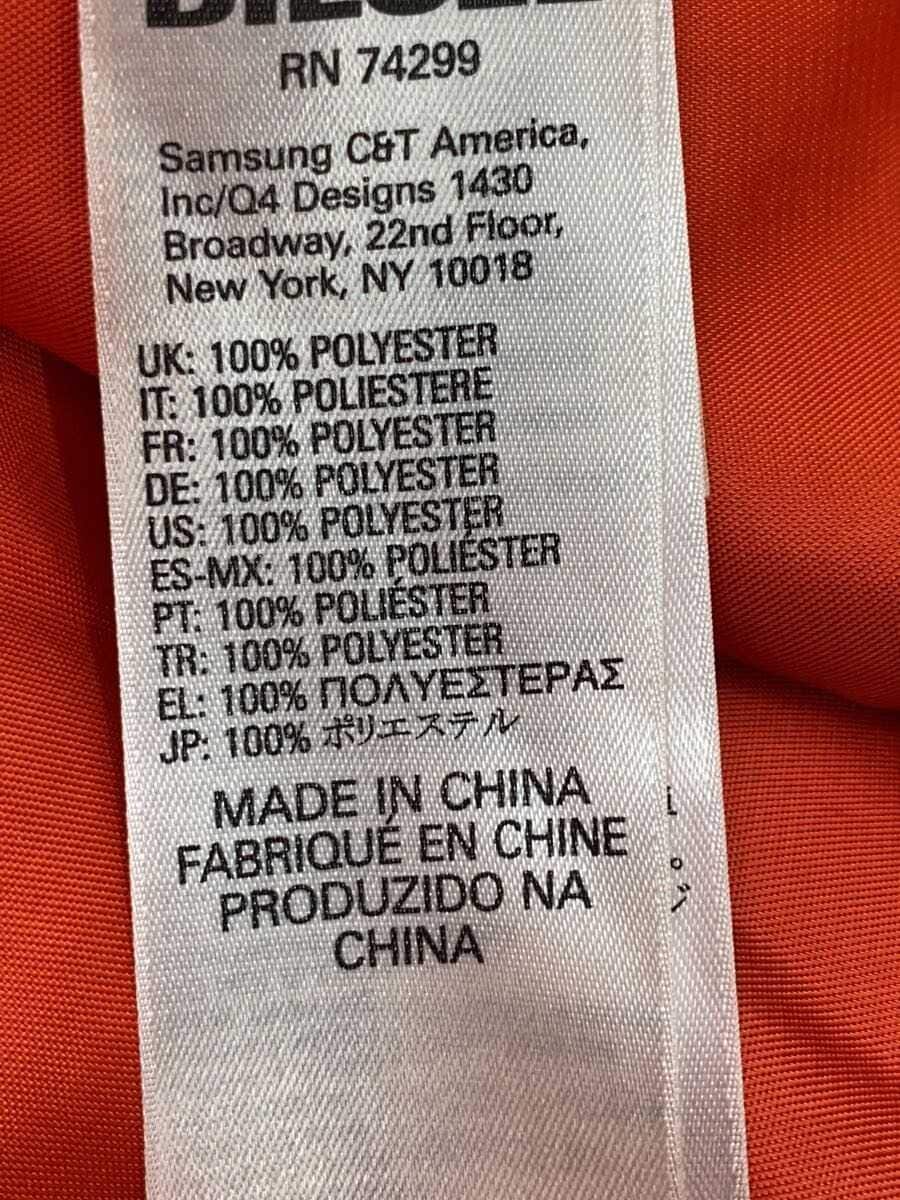 DIESEL
RN 74299
Samsung C&T America,
Inc/Q4 Designs 1430
Broadway, 22nd Floor,
New York, NY 10018
UK: 100% POLYESTER
IT: 100% POLIESTERE
FR: 100% POLYESTER
DE: 100% POLYESTER
US: 100% POLYESTER
ES-MX: 100% POLIÉSTER
PT: 100% POLIÉSTER
TR: 100% POLYESTER
EL: 100% ΠΟΛΥΕΣΤΕΡΑΣ
JP: 100% ポリエステル
MADE IN CHINA
FABRIQUÉ EN CHINE
PRODUZIDO NA
CHINA